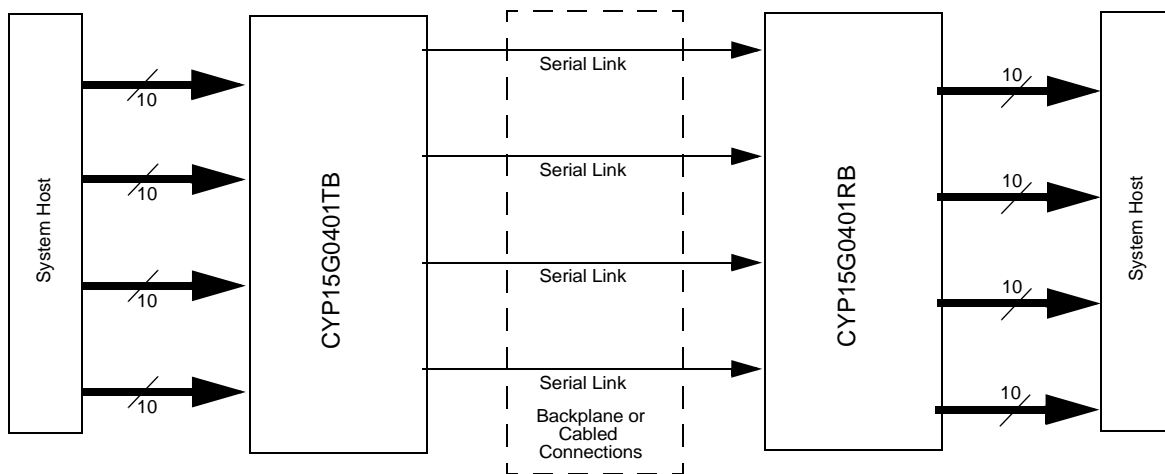 System Host
10
10
10
10
CYP15G0401TB
Serial Link
Serial Link
Serial Link
Serial Link
Backplane or
Cabled
Connections
CYP15G0401RB
10
10
10
10
System Host